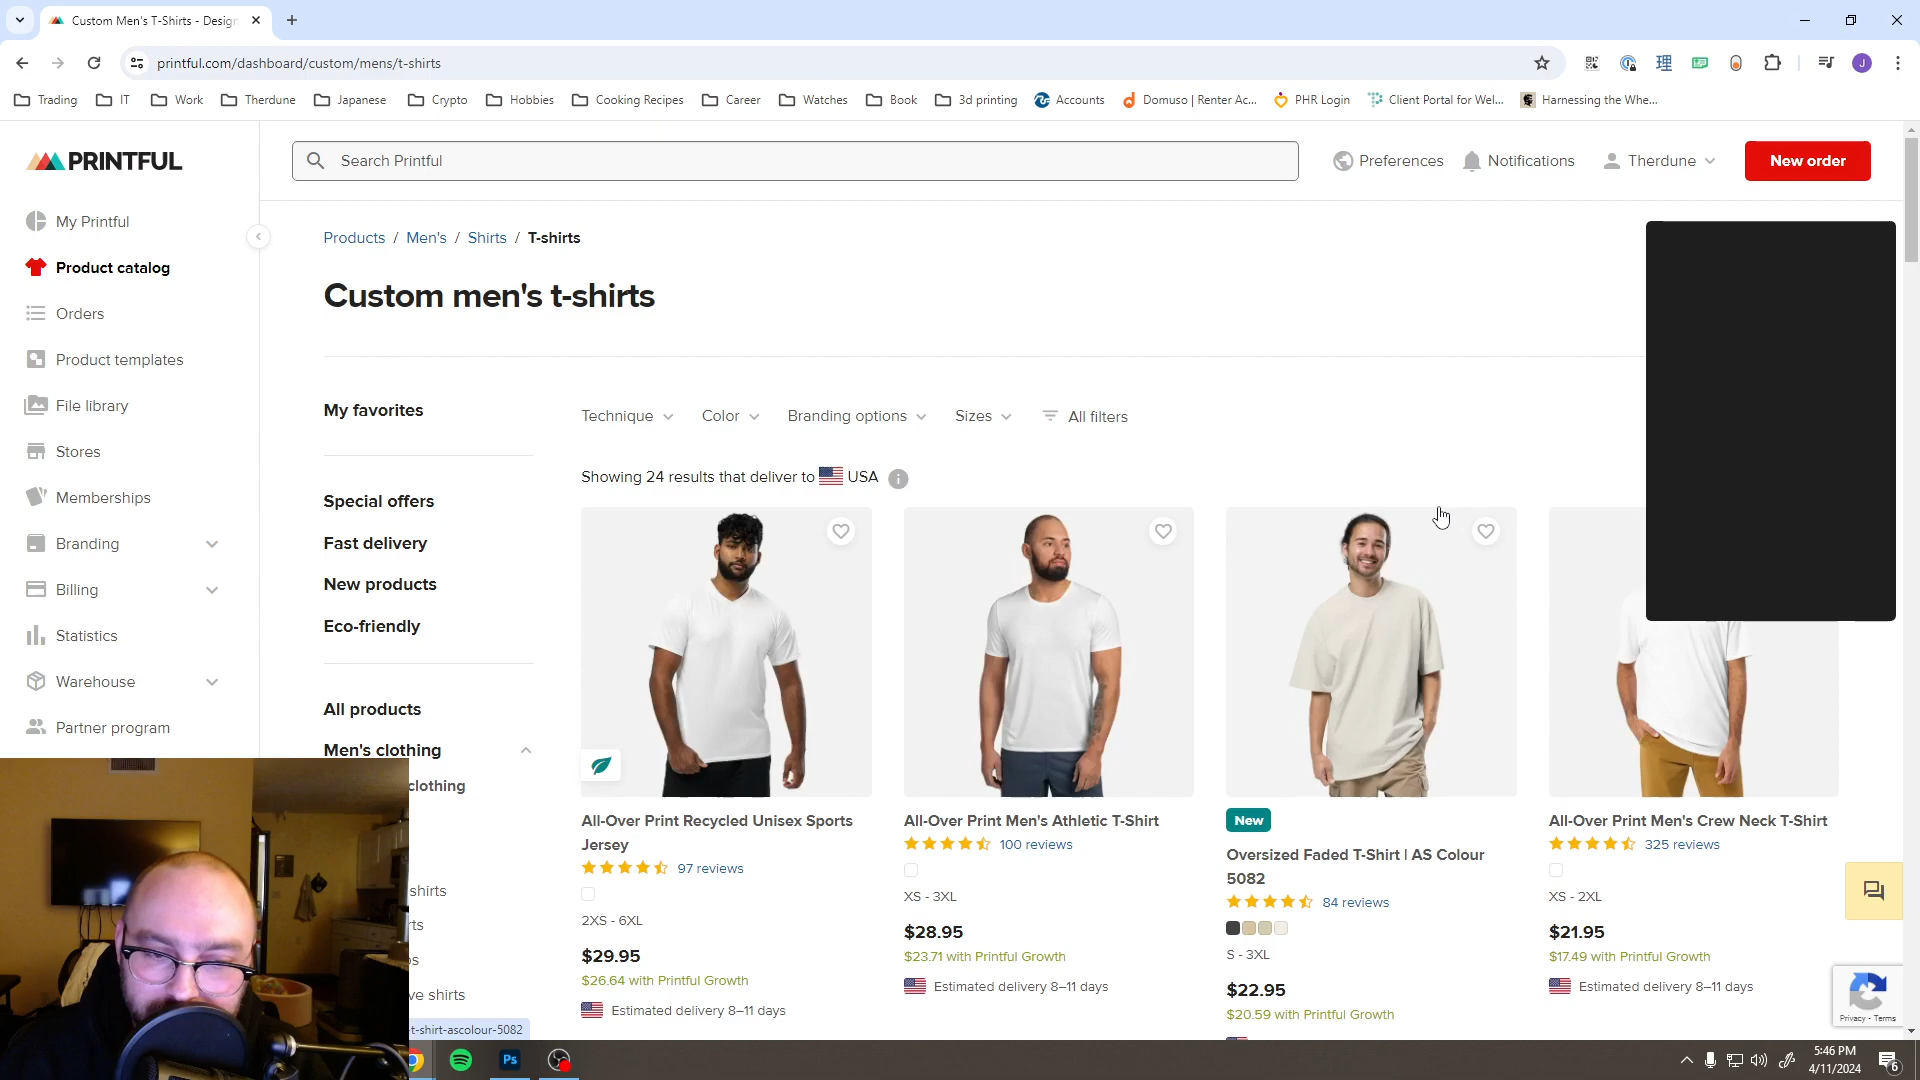 Custom Men's T-Shirts - Design
printful.com/dashboard/custom/mens/t-shirts
J
Trading
IT
Work
Therdune
Japanese
Crypto
Hobbies
Cooking Recipes
Career
Watches
Book
3d printing
Accounts
Domuso | Renter Ac...
PHR Login
Client Portal for Wel...
Harnessing the Whe...
PRINTFUL
Search Printful
Preferences
Notifications
Therdune
New order
My Printful
Product catalog
Orders
Product templates
File library
Stores
Memberships
Branding
Billing
Statistics
Warehouse
Partner program
Products / Men's / Shirts / T-shirts
Custom men's t-shirts
My favorites
Special offers
Fast delivery
New products
Eco-friendly
All products
Men's clothing
clothing
shirts
ve shirts
Technique
Color
Branding options
Sizes
All filters
Showing 24 results that deliver to USA
All-Over Print Recycled Unisex Sports
Jersey
97 reviews
2XS - 6XL
$29.95
$26.64 with Printful Growth
Estimated delivery 8–11 days
All-Over Print Men's Athletic T-Shirt
100 reviews
XS - 3XL
$28.95
$23.71 with Printful Growth
Estimated delivery 8–11 days
New
Oversized Faded T-Shirt | AS Colour
5082
84 reviews
S - 3XL
$22.95
$20.59 with Printful Growth
All-Over Print Men's Crew Neck T-Shirt
325 reviews
XS - 2XL
$21.95
$17.49 with Printful Growth
Estimated delivery 8–11 days
Privacy - Terms
t-shirt-ascolour-5082
Ps
5:46 PM
4/11/2024
6